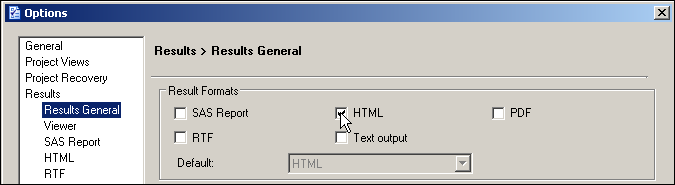 Options
General
Project Views
Project Recovery
Results
Results General
Viewer
SAS Report
HTML
RTF
Results > Results General
Result Formats
SAS Report HTML PDF
RTF Text output
Default: HTML